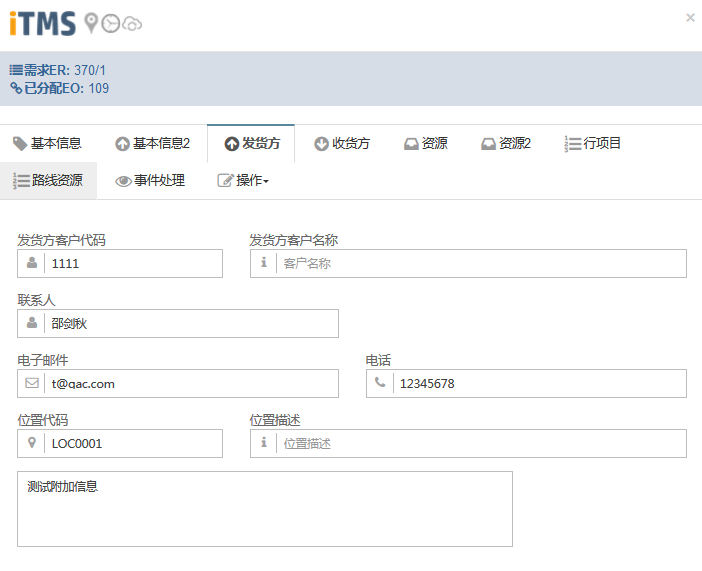 iTMS
×
需求ER: 370/1
已分配EO: 109
基本信息 基本信息2 发货方 收货方 资源 资源2 行项目
路线资源 事件处理 操作
发货方客户代码 发货方客户名称
1111 客户名称
联系人
邵剑秋
电子邮件 电话
t@qac.com 12345678
位置代码 位置描述
LOC0001 位置描述
测试附加信息